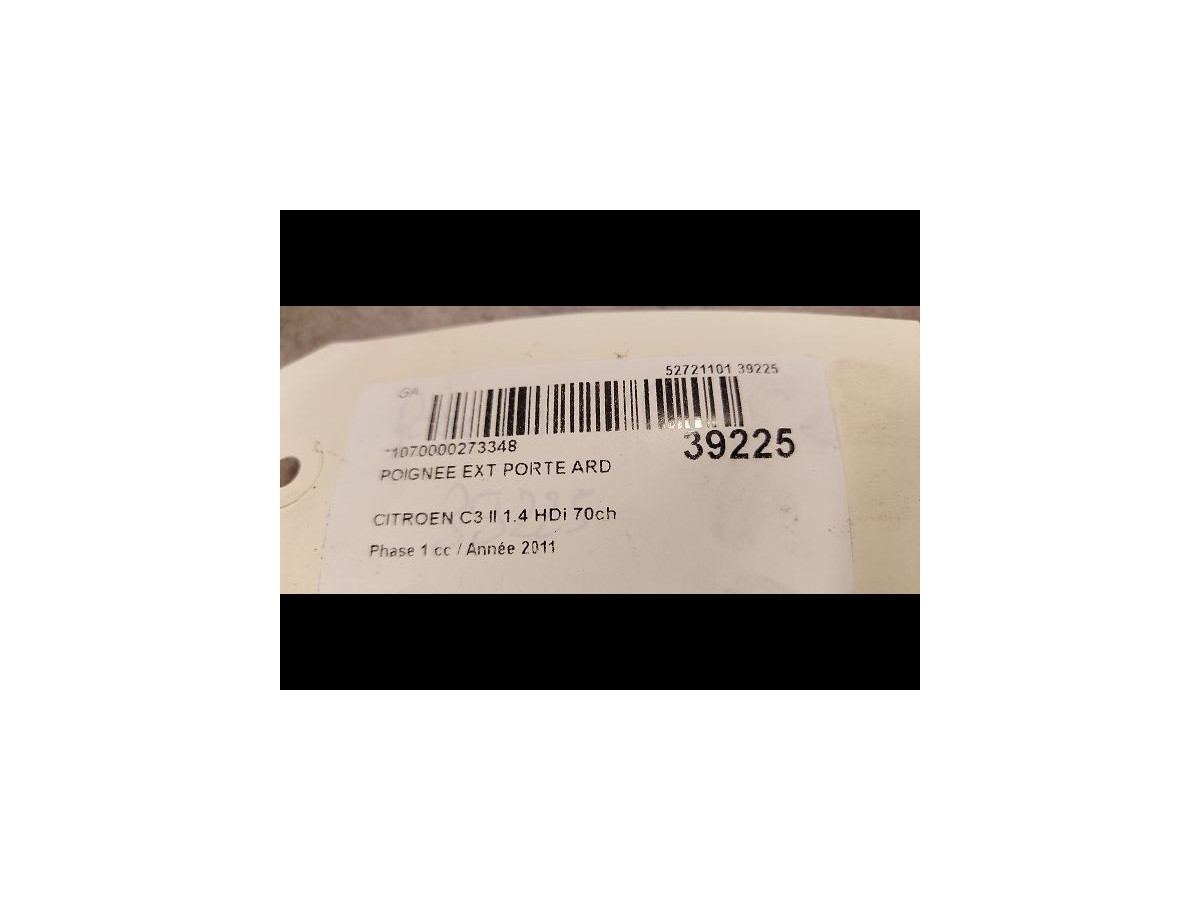 GA
52721101 39225
*1070000273348
39225
POIGNEE EXT PORTE ARD
CITROEN C3 II 1.4 HDi 70ch
Phase 1 cc / Année 2011